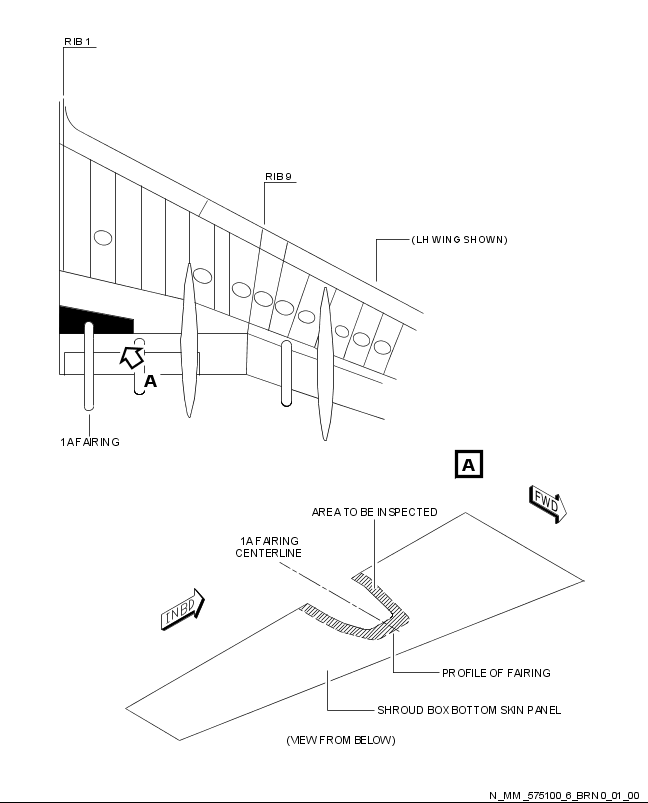 RIB 1
RIB 9
(LH WING SHOWN)
A
1A FAIRING
A
FWD
AREA TO BE INSPECTED
1A FAIRING
CENTERLINE
INBD
PROFILE OF FAIRING
SHROUD BOX BOTTOM SKIN PANEL
(VIEW FROM BELOW)
N_MM_575100_6_BRN0_01_00